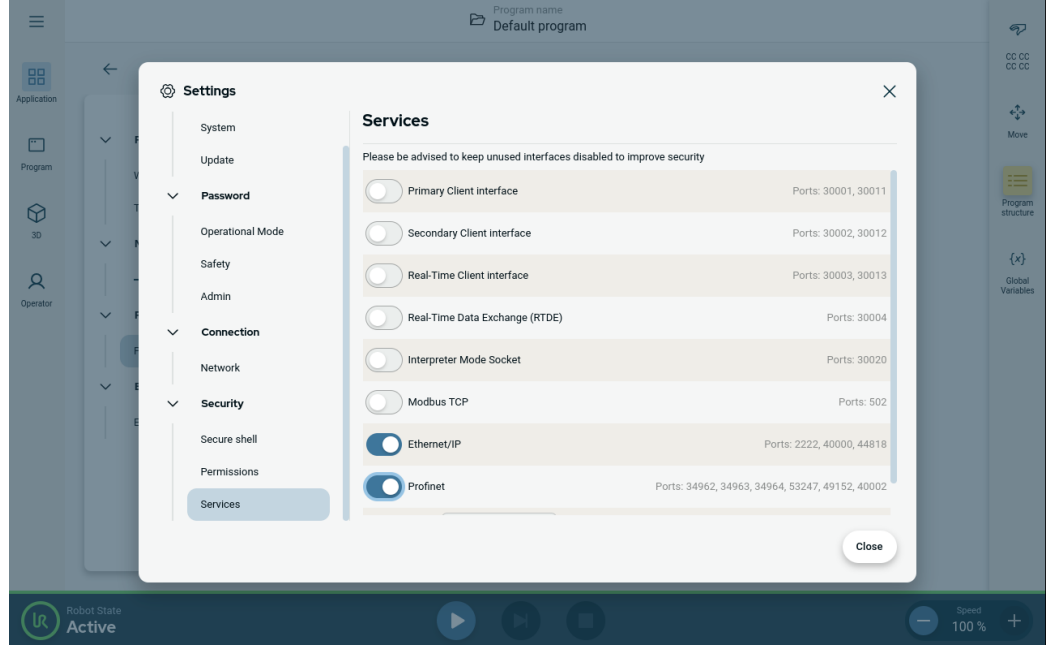 Program name
Default program
Application
Program
3D
Operator
Settings
System
Update
Password
Operational Mode
Safety
Admin
Connection
Network
Security
Secure shell
Permissions
Services
Services
Please be advised to keep unused interfaces disabled to improve security
Primary Client interface Ports: 30001, 30011
Secondary Client interface Ports: 30002, 30012
Real-Time Client interface Ports: 30003, 30013
Real-Time Data Exchange (RTDE) Ports: 30004
Interpreter Mode Socket Ports: 30020
Modbus TCP Ports: 502
Ethernet/IP Ports: 2222, 40000, 44818
Profinet Ports: 34962, 34963, 34964, 53247, 49152, 40002
Close
CC CC
CC CC
Move
Program
structure
{x}
Global
Variables
Robot State
Active
Speed
100 %